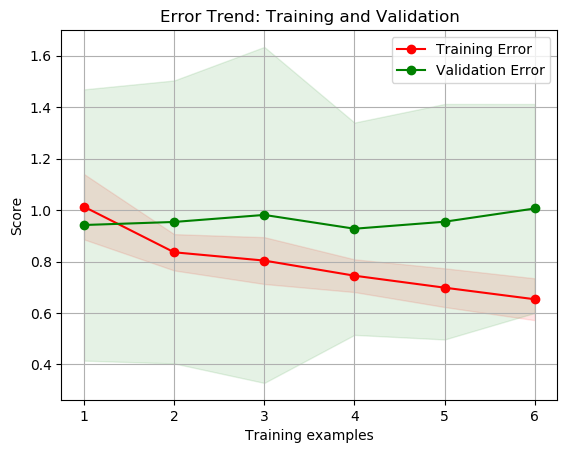 Error Trend: Training and Validation
Training Error
Validation Error
1.6
1.4
1.2
1.0
0.8
0.6
0.4
Score
1 2 3 4 5 6
Training examples